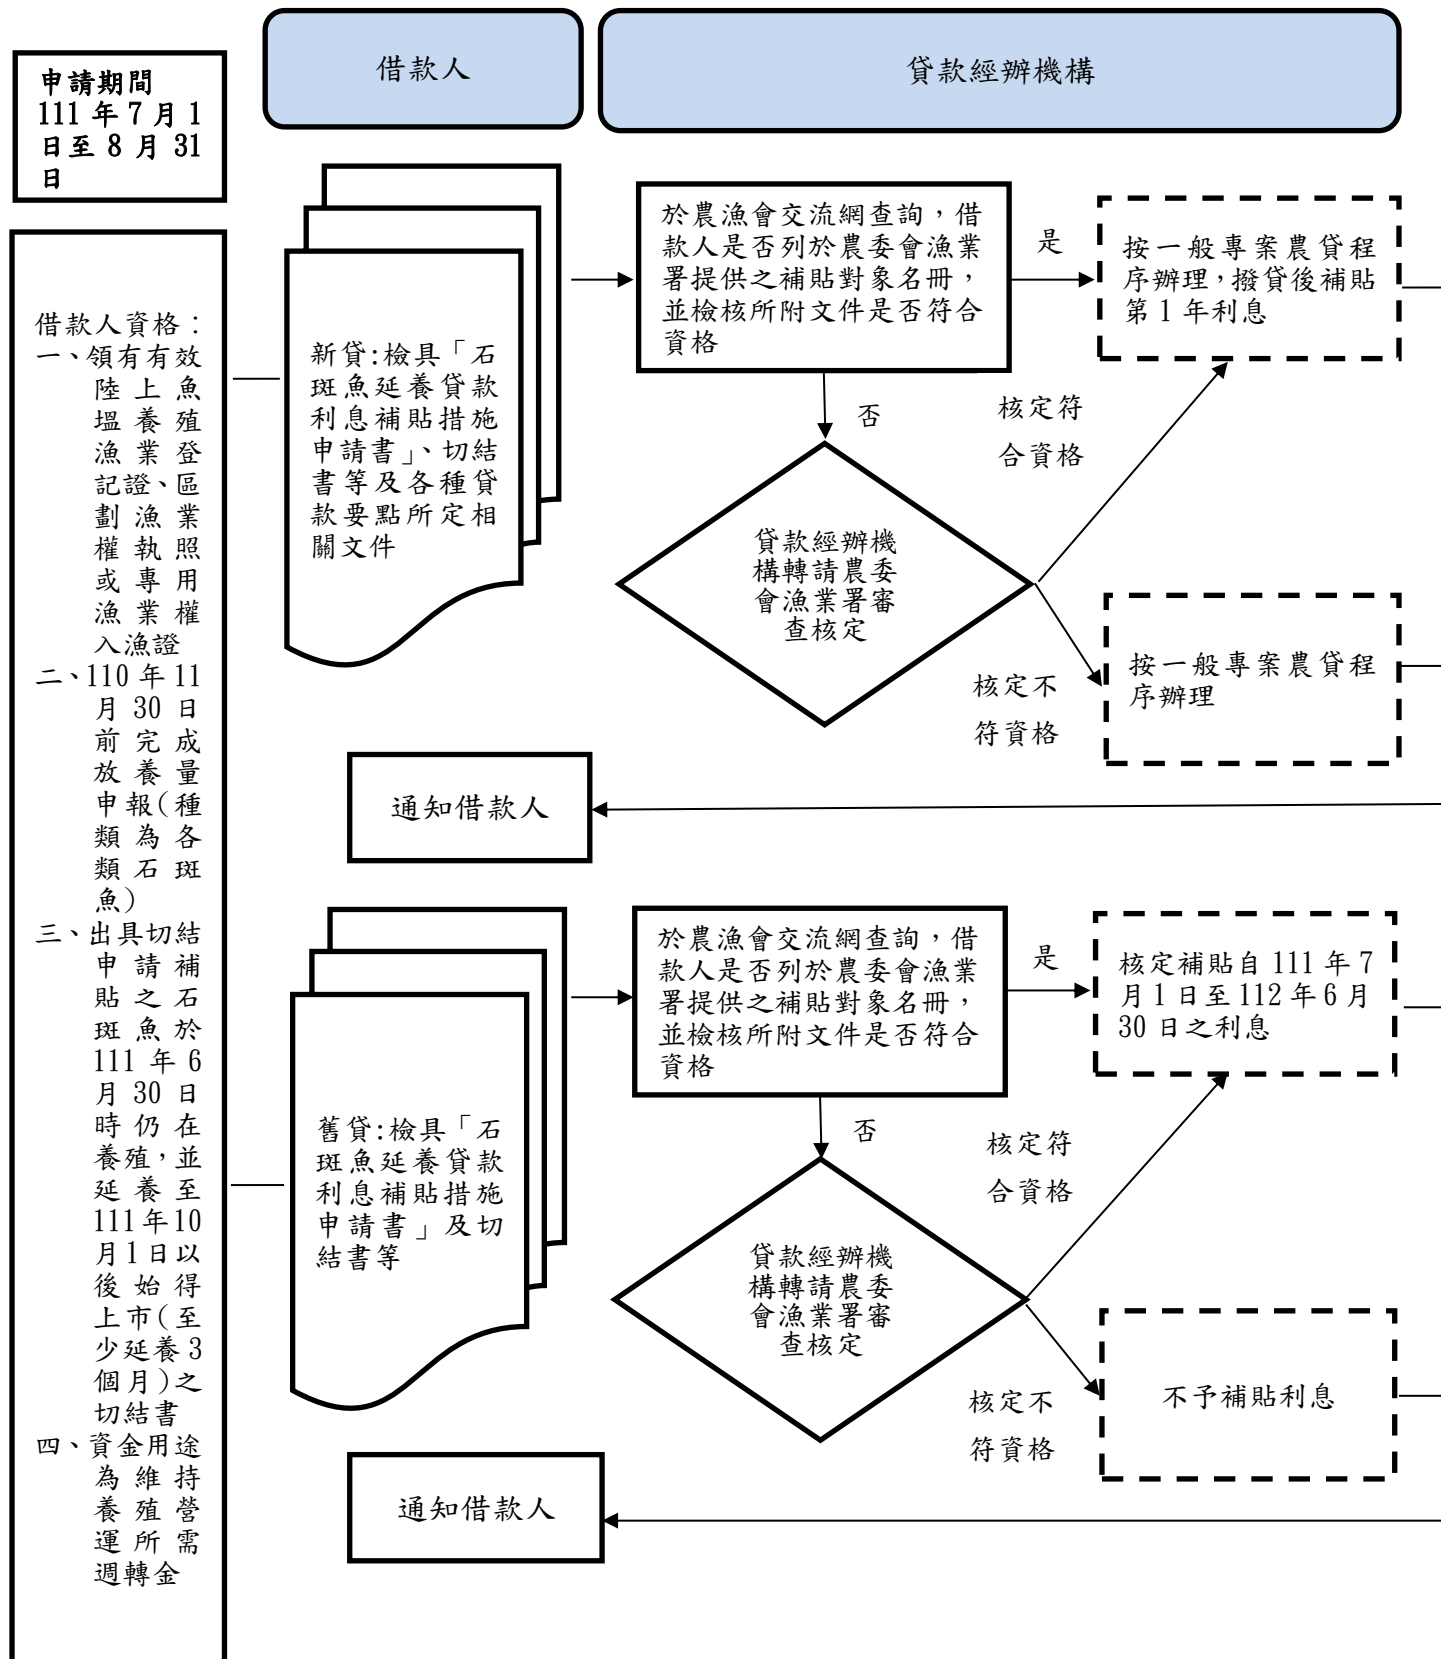 借款人
貸款經辦機構
申請期間
111 年 7 月 1
日至 8 月 31
日
借款人資格：
一、領有有效
陸上魚
塭養殖
漁業登
記證、區
劃漁業
權執照
或專用
漁業權
入漁證
二、110 年 11
月 30 日
前完成
放養量
申報(種
類為各
類石斑
魚)
三、出具切結
申請補
貼之石
斑魚於
111 年 6
月 30 日
時仍在
養殖，並
延養至
111 年 10
月 1 日以
後始得
上市(至
少延養 3
個月)之
切結書
四、資金用途
為維持
養殖營
運所需
週轉金
新貸:檢具「石
斑魚延養貸款
利息補貼措施
申請書」、切結
書等及各種貸
款要點所定相
關文件
於農漁會交流網查詢，借
款人是否列於農委會漁業
署提供之補貼對象名冊，
並檢核所附文件是否符合
資格
是
按一般專案農貸程
序辦理，撥貸後補貼
第 1 年利息
否
核定符
合資格
貸款經辦機
構轉請農委
會漁業署審
查核定
核定不
符資格
按一般專案農貸程
序辦理
通知借款人
舊貸:檢具「石
斑魚延養貸款
利息補貼措施
申請書」及切
結書等
於農漁會交流網查詢，借
款人是否列於農委會漁業
署提供之補貼對象名冊，
並檢核所附文件是否符合
資格
是
核定補貼自 111 年 7
月 1 日至 112 年 6 月
30 日之利息
否
核定符
合資格
貸款經辦機
構轉請農委
會漁業署審
查核定
核定不
符資格
不予補貼利息
通知借款人